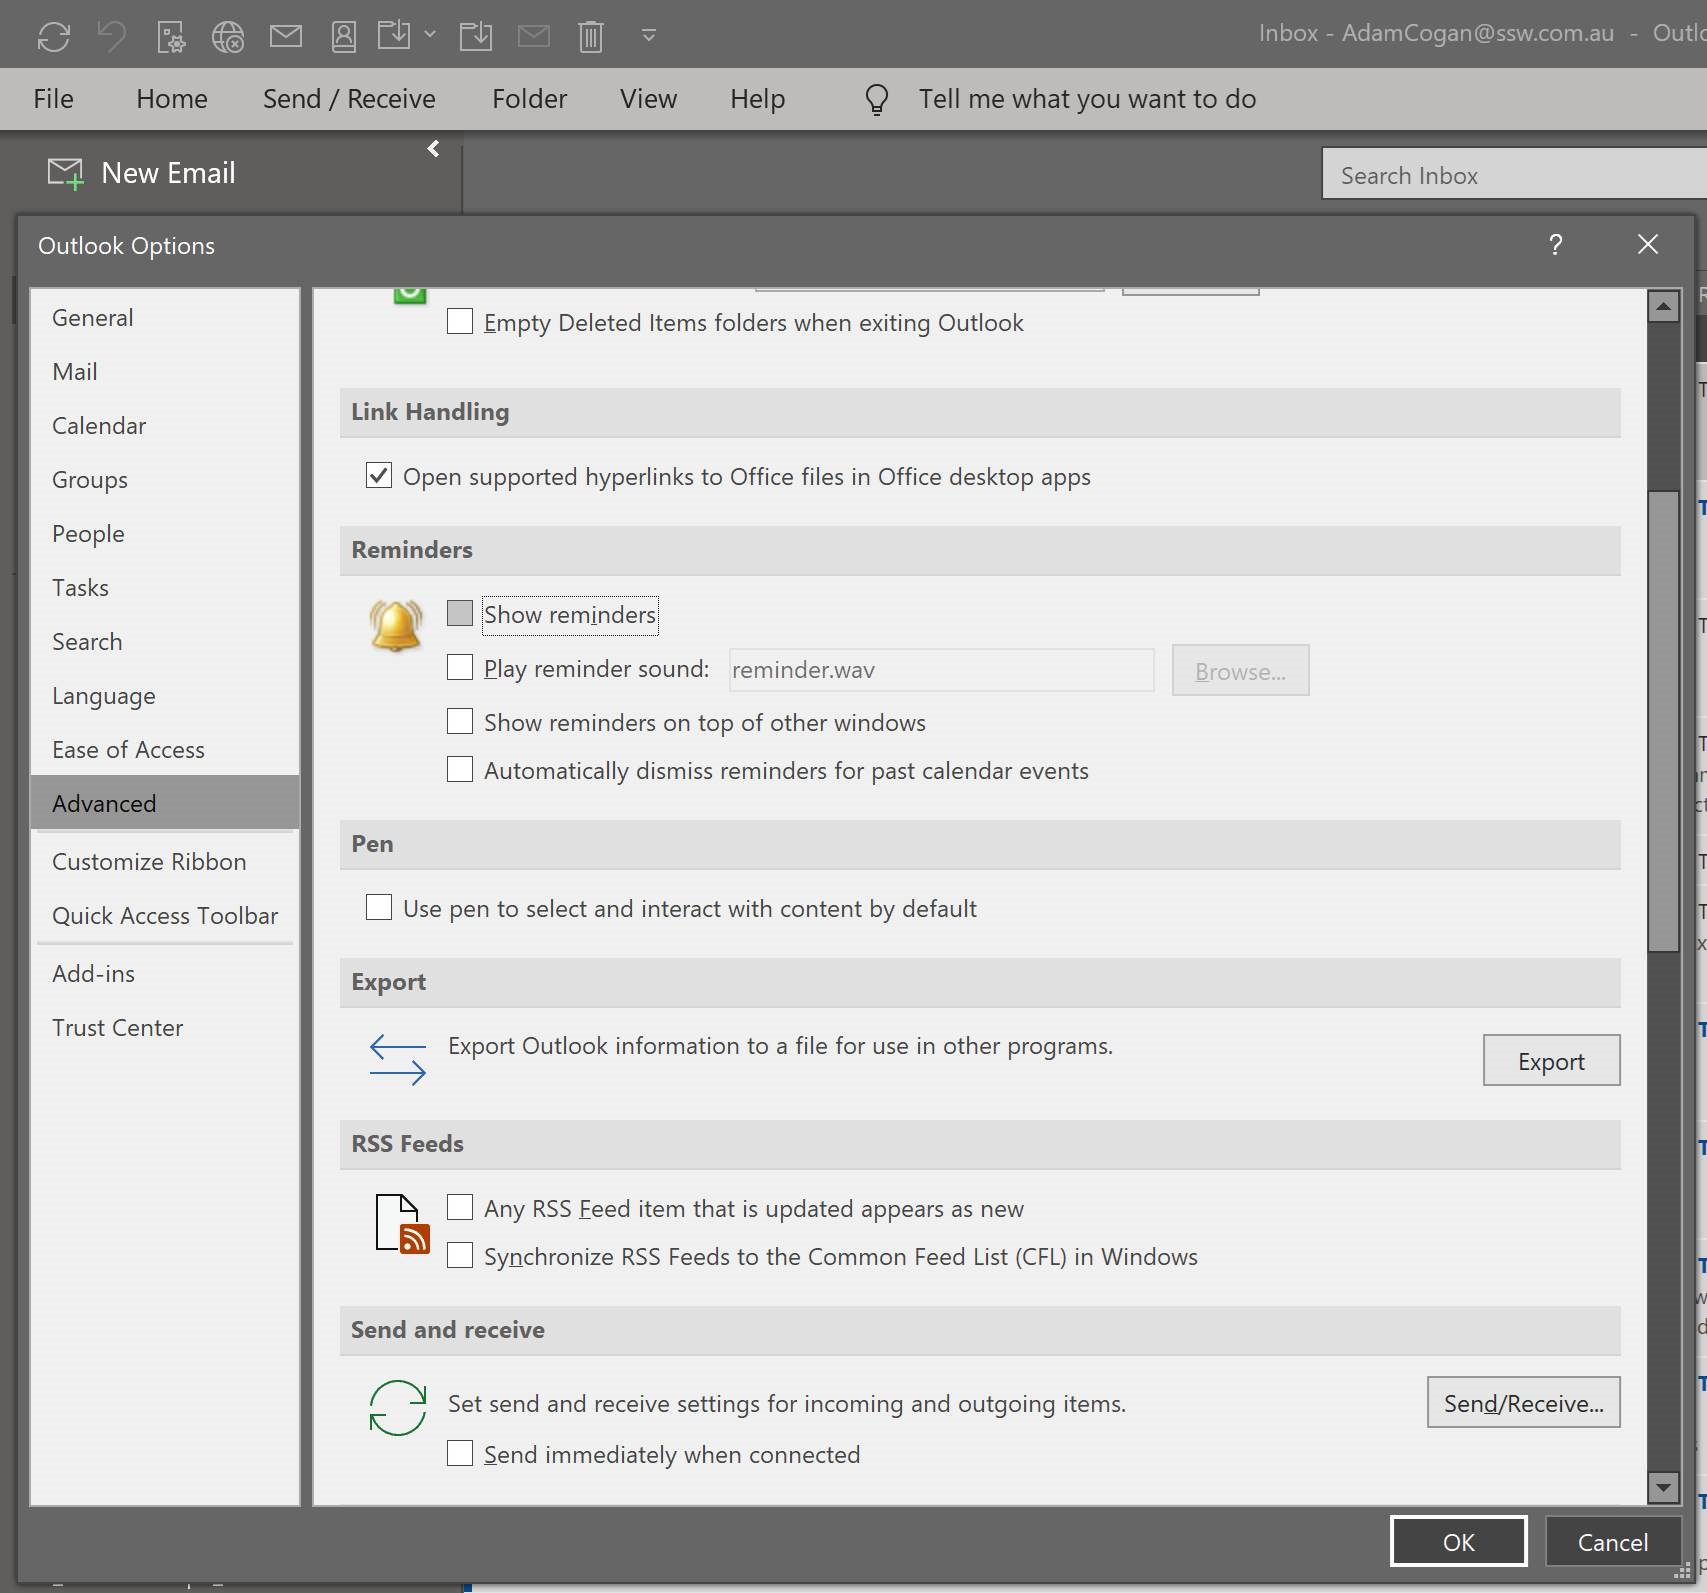 Inbox - AdamCogan@ssw.com.au - Outlo
File Home Send / Receive Folder View Help Tell me what you want to do
New Email
Search Inbox
Outlook Options
General
Mail
Calendar
Groups
People
Tasks
Search
Language
Ease of Access
Advanced
Customize Ribbon
Quick Access Toolbar
Add-ins
Trust Center
Empty Deleted Items folders when exiting Outlook
Link Handling
Open supported hyperlinks to Office files in Office desktop apps
Reminders
Show reminders
Play reminder sound: reminder.wav Browse...
Show reminders on top of other windows
Automatically dismiss reminders for past calendar events
Pen
Use pen to select and interact with content by default
Export
Export Outlook information to a file for use in other programs. Export
RSS Feeds
Any RSS Feed item that is updated appears as new
Synchronize RSS Feeds to the Common Feed List (CFL) in Windows
Send and receive
Set send and receive settings for incoming and outgoing items. Send/Receive...
Send immediately when connected
OK Cancel